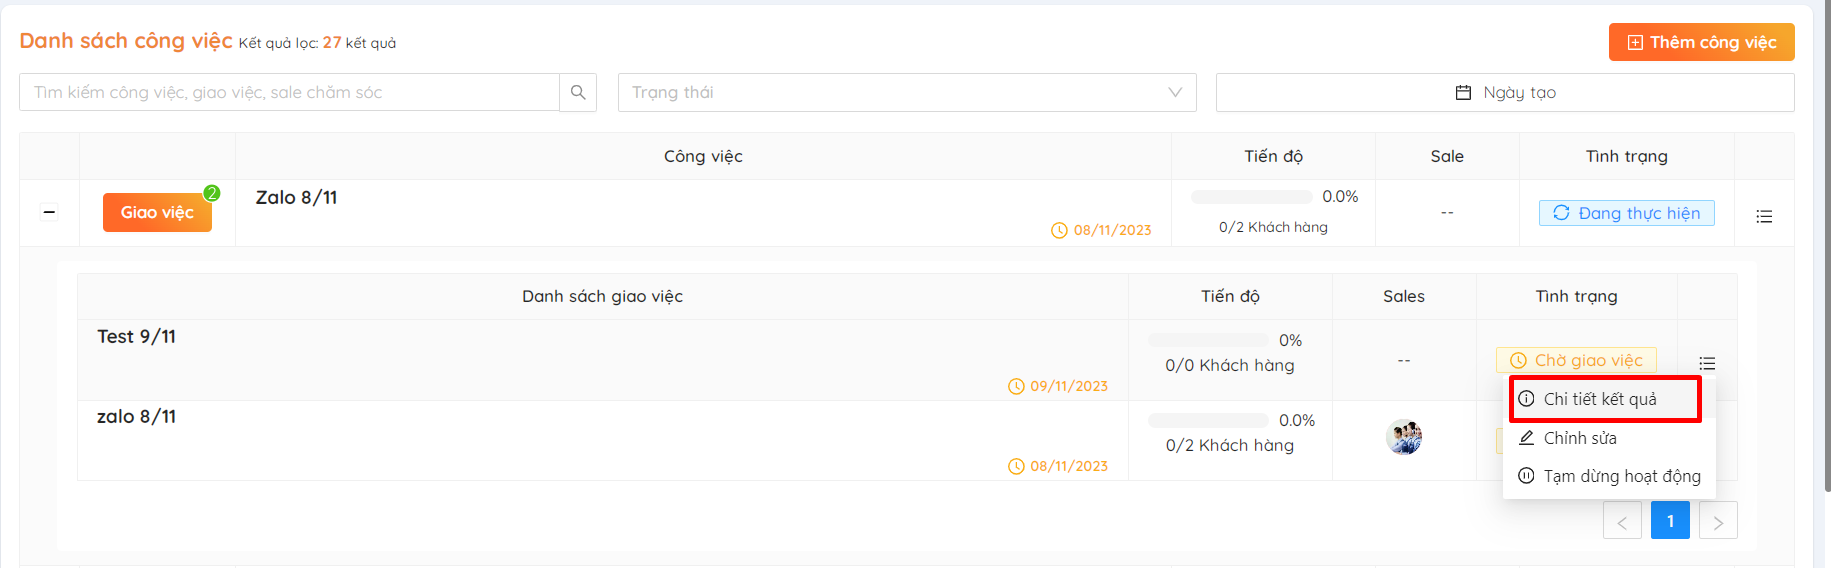 Danh sách công việc Kết quả lọc: 27 kết quả
Thêm công việc
Tìm kiếm công việc, giao việc, sale chăm sóc
Trạng thái
Ngày tạo
Công việc Tiến độ Sale Tình trạng
Giao việc 2
Zalo 8/11
08/11/2023
0.0%
0/2 Khách hàng
--
Đang thực hiện
Danh sách giao việc Tiến độ Sales Tình trạng
Test 9/11
09/11/2023
0%
0/0 Khách hàng
--
Chờ giao việc
Chi tiết kết quả
Chỉnh sửa
Tạm dừng hoạt động
zalo 8/11
08/11/2023
0.0%
0/2 Khách hàng
< 1 >